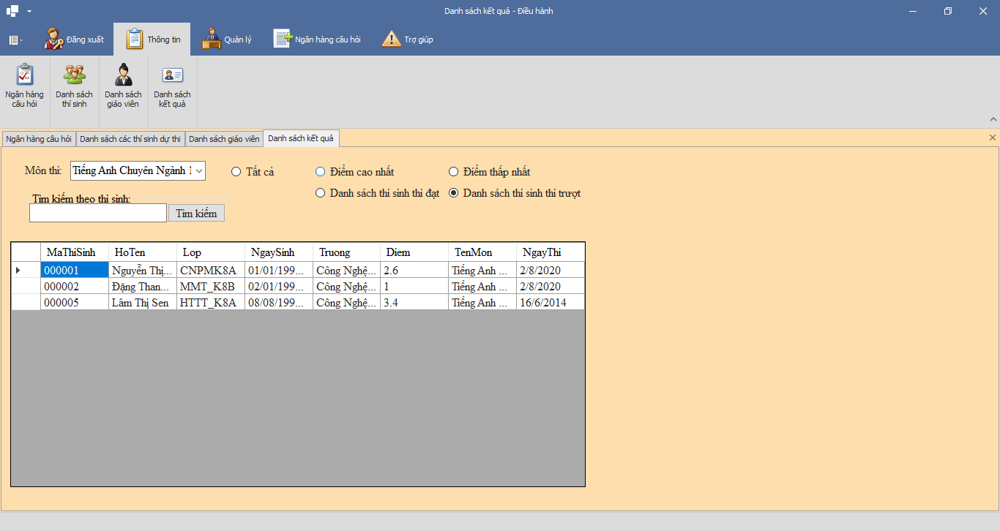 Danh sách kết quả - Điều hành
Đăng xuất
Thông tin
Quản lý
Ngân hàng câu hỏi
Trợ giúp
Ngân hàng
câu hỏi
Danh sách
thí sinh
Danh sách
giáo viên
Danh sách
kết quả
Ngân hàng câu hỏi
Danh sách các thí sinh dự thi
Danh sách giáo viên
Danh sách kết quả
Môn thi:
Tiếng Anh Chuyên Ngành 1
Tất cả
Điểm cao nhất
Điểm thấp nhất
Danh sách thí sinh thi đạt
Danh sách thí sinh thi trượt
Tìm kiếm theo thí sinh:
Tìm kiếm
MaThiSinh HoTen Lop NgaySinh Truong Diem TenMon NgayThi
000001 Nguyễn Thị... CNPMK8A 01/01/199... Công Nghệ... 2.6 Tiếng Anh ... 2/8/2020
000002 Đặng Than... MMT_K8B 02/01/199... Công Nghệ... 1 Tiếng Anh ... 2/8/2020
000005 Lâm Thị Sen HTTT_K8A 08/08/199... Công Nghệ... 3.4 Tiếng Anh ... 16/6/2014